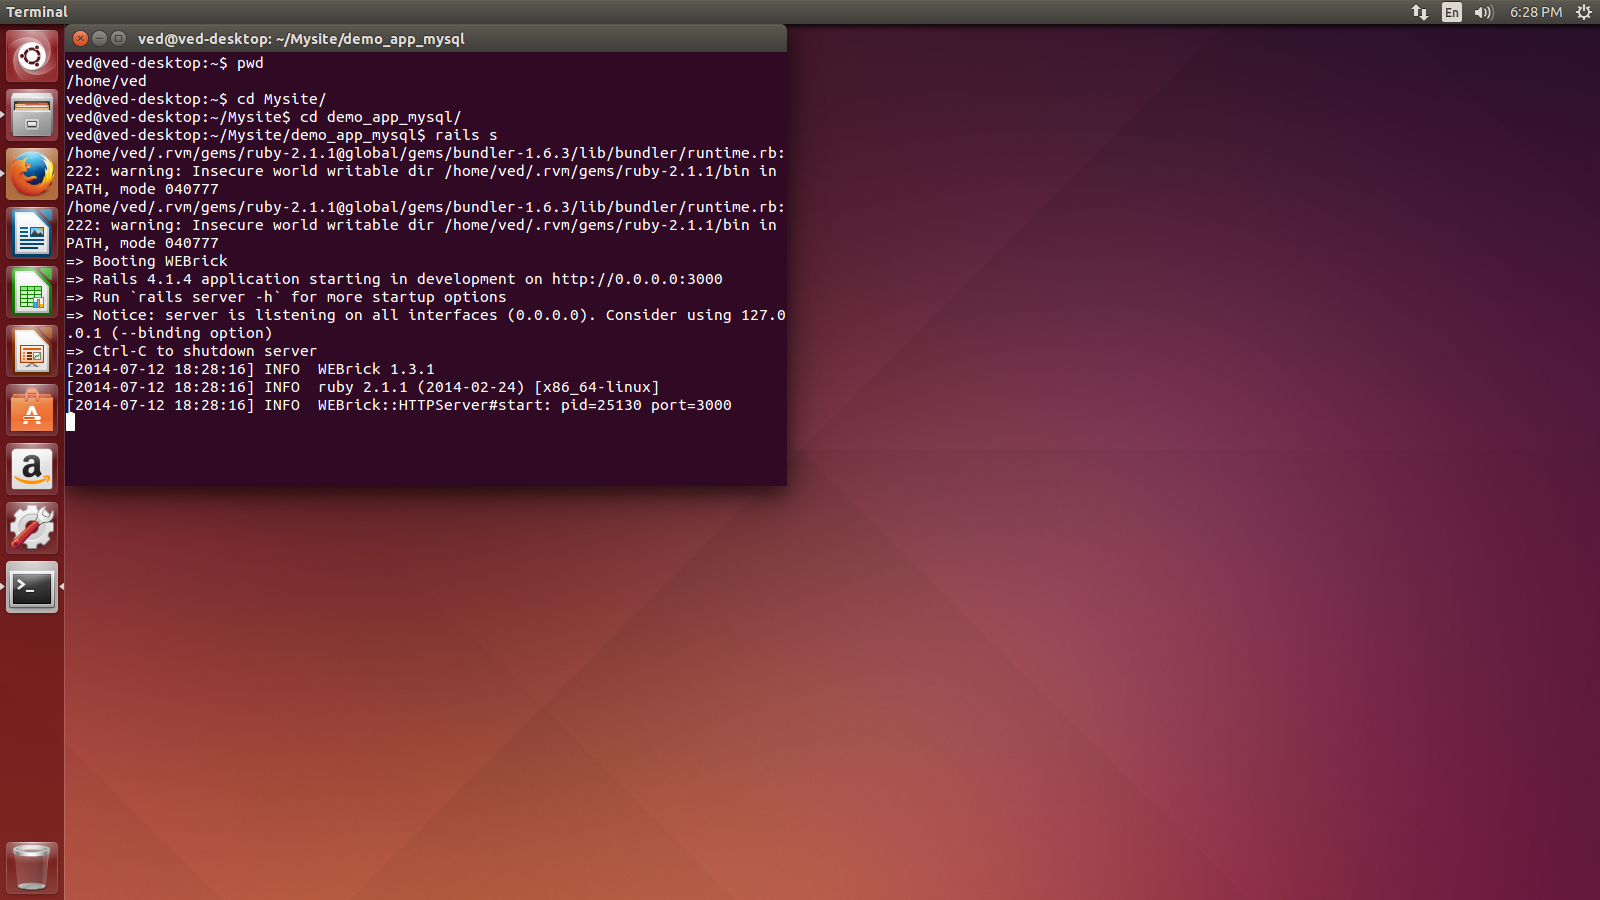 Terminal
En
6:28 PM
ved@ved-desktop: ~/Mysite/demo_app_mysql
ved@ved-desktop:~$ pwd
/home/ved
ved@ved-desktop:~$ cd Mysite/
ved@ved-desktop:~/Mysite$ cd demo_app_mysql/
ved@ved-desktop:~/Mysite/demo_app_mysql$ rails s
/home/ved/.rvm/gems/ruby-2.1.1@global/gems/bundler-1.6.3/lib/bundler/runtime.rb:
222: warning: Insecure world writable dir /home/ved/.rvm/gems/ruby-2.1.1/bin in
PATH, mode 040777
/home/ved/.rvm/gems/ruby-2.1.1@global/gems/bundler-1.6.3/lib/bundler/runtime.rb:
222: warning: Insecure world writable dir /home/ved/.rvm/gems/ruby-2.1.1/bin in
PATH, mode 040777
=> Booting WEBrick
=> Rails 4.1.4 application starting in development on http://0.0.0.0:3000
=> Run `rails server -h` for more startup options
=> Notice: server is listening on all interfaces (0.0.0.0). Consider using 127.0
.0.1 (--binding option)
=> Ctrl-C to shutdown server
[2014-07-12 18:28:16] INFO  WEBrick 1.3.1
[2014-07-12 18:28:16] INFO  ruby 2.1.1 (2014-02-24) [x86_64-linux]
[2014-07-12 18:28:16] INFO  WEBrick::HTTPServer#start: pid=25130 port=3000